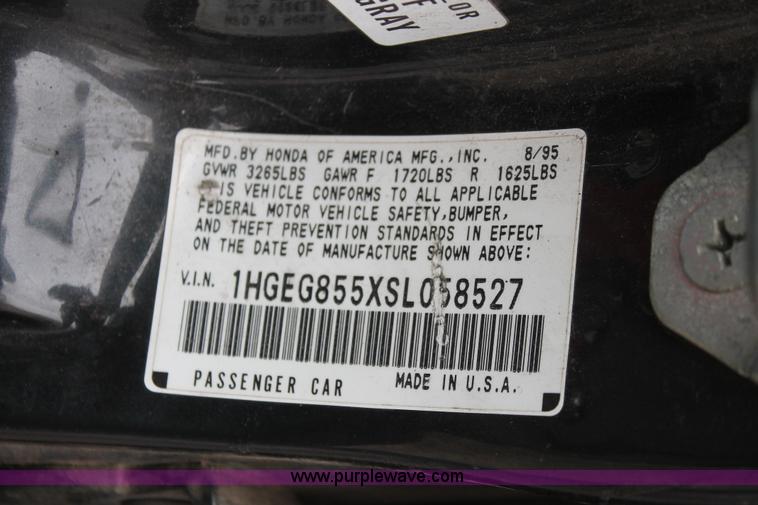 OR
F
GRAY
MFD.BY HONDA OF AMERICA MFG.,INC. 8/95
GVWR 3265LBS GAWR F 1720LBS R 1625LBS
THIS VEHICLE CONFORMS TO ALL APPLICABLE
FEDERAL MOTOR VEHICLE SAFETY,BUMPER,
AND THEFT PREVENTION STANDARDS IN EFFECT
ON THE DATE OF MANUFACTURE SHOWN ABOVE:
V.I.N. 1HGEG855XSL058527
PASSENGER CAR MADE IN U.S.A.
www.purplewave.com